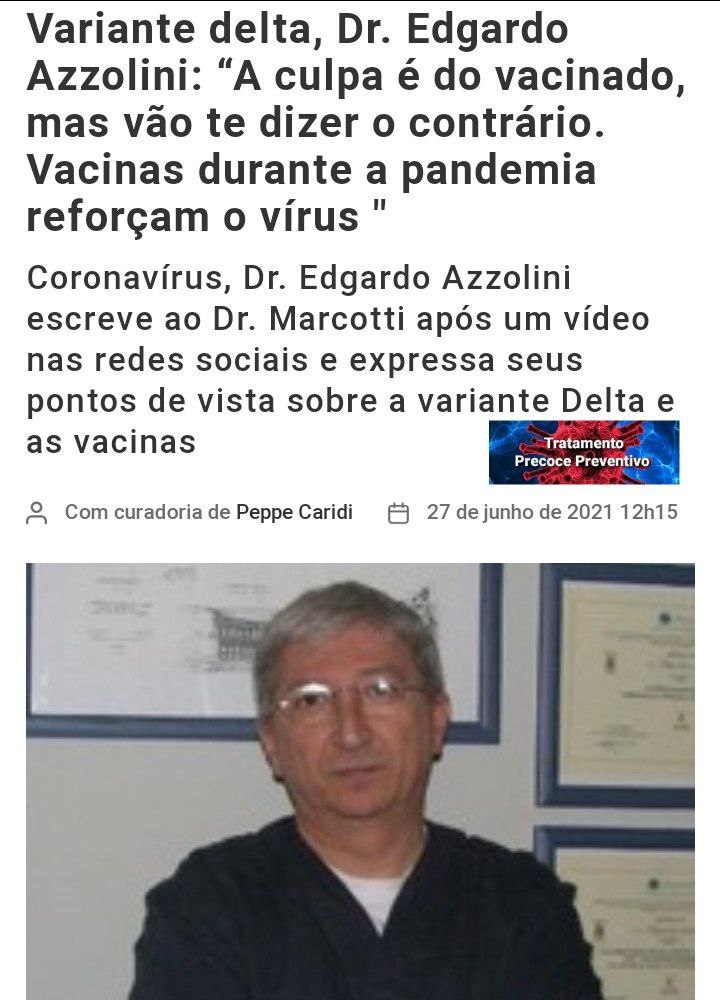 Variante delta, Dr. Edgardo
Azzolini: “A culpa é do vacinado,
mas vão te dizer o contrário.
Vacinas durante a pandemia
reforçam o vírus "
Coronavírus, Dr. Edgardo Azzolini
escreve ao Dr. Marcotti após um vídeo
nas redes sociais e expressa seus
pontos de vista sobre a variante Delta e
as vacinas
Tratamento
Precoce Preventivo
Com curadoria de Peppe Caridi
27 de junho de 2021 12h15